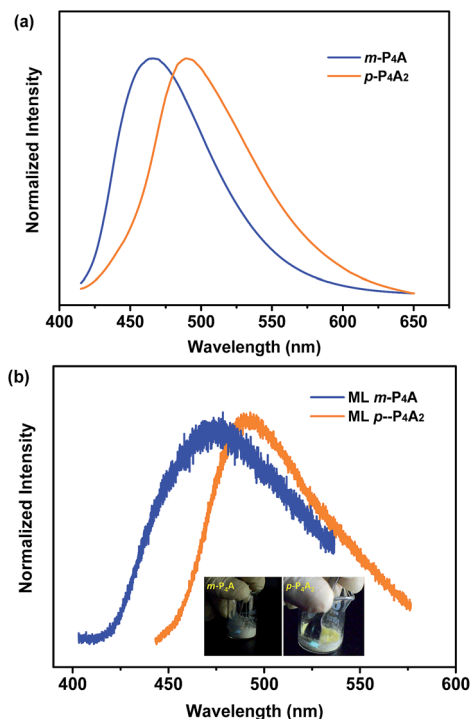 (a)
m-P₄A
p-P₄A₂
Normalized Intensity
400 450 500 550 600 650
Wavelength (nm)
(b)
ML m-P₄A
ML p--P₄A₂
Normalized Intensity
m-P₄A
p-P₄A₂
400 450 500 550 600
Wavelength (nm)